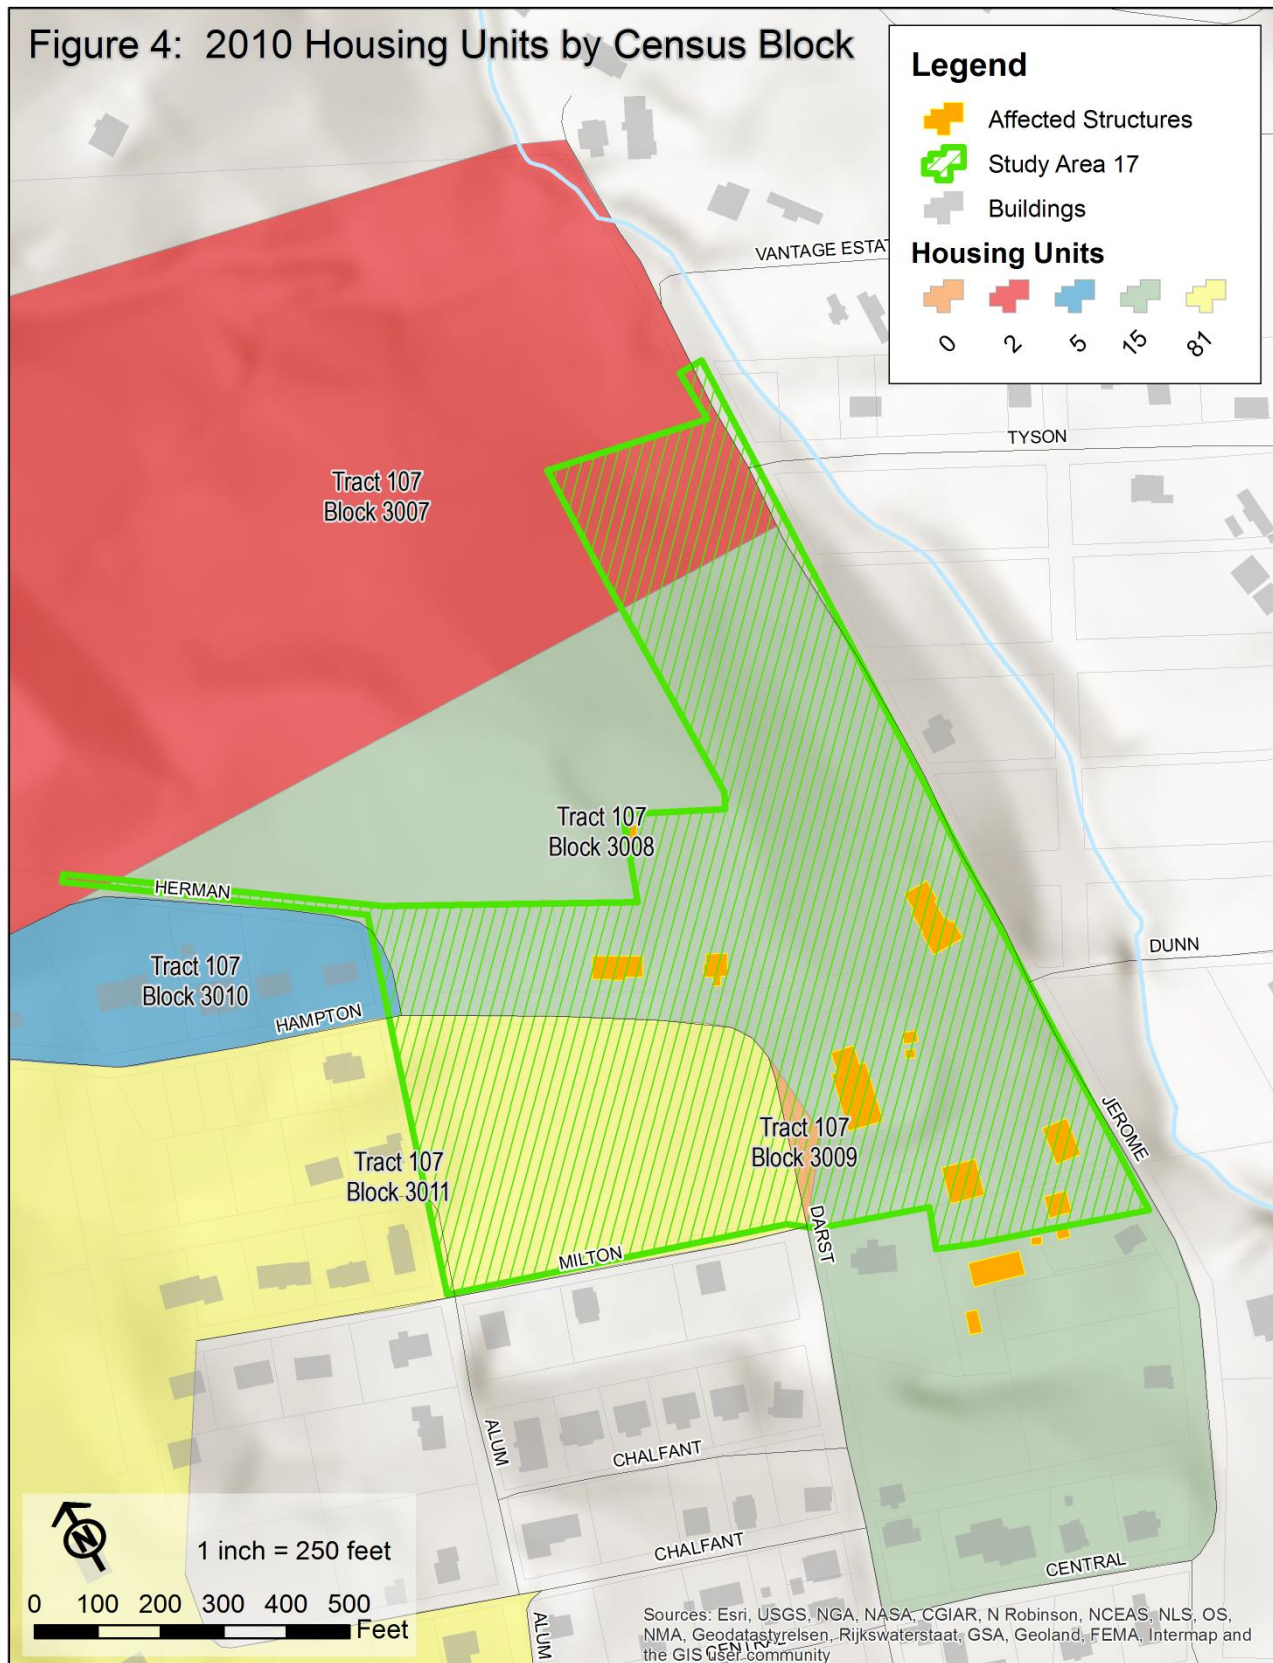 Figure 4: 2010 Housing Units by Census Block
Legend
Affected Structures
Study Area 17
Buildings
Housing Units
0
2
5
15
81
VANTAGE ESTAT
TYSON
Tract 107
Block 3007
Tract 107
Block 3008
HERMAN
DUNN
Tract 107
Block 3010
HAMPTON
JEROME
Tract 107
Block 3009
Tract 107
Block 3011
DARST
MILTON
ALUM
CHALFANT
CHALFANT
CENTRAL
ALUM
CENTRAL
N
1 inch = 250 feet
0 100 200 300 400 500
Feet
Sources: Esri, USGS, NGA, NASA, CGIAR, N Robinson, NCEAS, NLS, OS,
NMA, Geodatastyrelsen, Rijkswaterstaat, GSA, Geoland, FEMA, Intermap and
the GIS user community